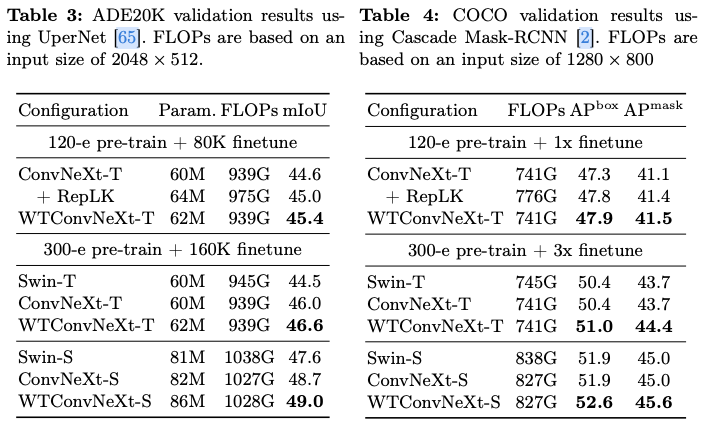 Table 3: ADE20K validation results us-
ing UperNet [65]. FLOPs are based on an
input size of 2048 × 512.
Configuration Param. FLOPs mIoU
120-e pre-train + 80K finetune
ConvNeXt-T 60M 939G 44.6
+ RepLK 64M 975G 45.0
WTConvNeXt-T 62M 939G 45.4
300-e pre-train + 160K finetune
Swin-T 60M 945G 44.5
ConvNeXt-T 60M 939G 46.0
WTConvNeXt-T 62M 939G 46.6
Swin-S 81M 1038G 47.6
ConvNeXt-S 82M 1027G 48.7
WTConvNeXt-S 86M 1028G 49.0
Table 4: COCO validation results us-
ing Cascade Mask-RCNN [2]. FLOPs are
based on an input size of 1280 × 800
Configuration FLOPs AP^box AP^mask
120-e pre-train + 1x finetune
ConvNeXt-T 741G 47.3 41.1
+ RepLK 776G 47.8 41.4
WTConvNeXt-T 741G 47.9 41.5
300-e pre-train + 3x finetune
Swin-T 745G 50.4 43.7
ConvNeXt-T 741G 50.4 43.7
WTConvNeXt-T 741G 51.0 44.4
Swin-S 838G 51.9 45.0
ConvNeXt-S 827G 51.9 45.0
WTConvNeXt-S 827G 52.6 45.6